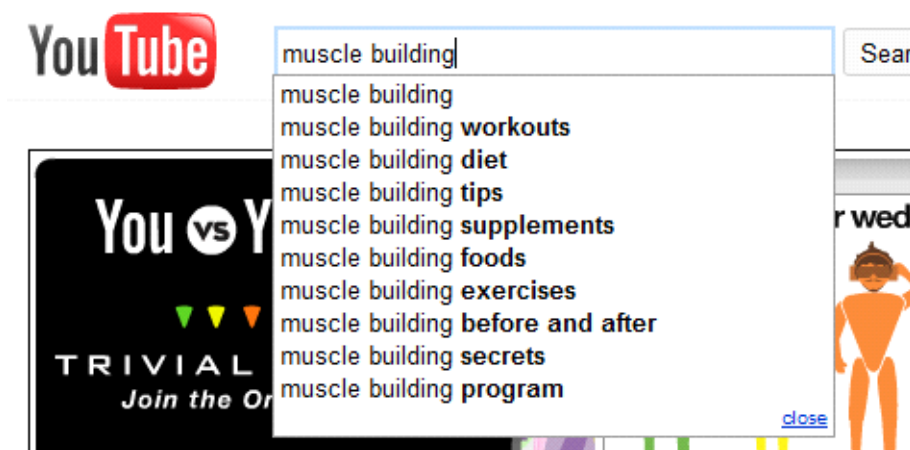 YouTube
muscle building
Sear
muscle building
muscle building workouts
muscle building diet
muscle building tips
muscle building supplements
muscle building foods
muscle building exercises
muscle building before and after
muscle building secrets
muscle building program
close
You vs Y
TRIVIAL
Join the Or
r wed